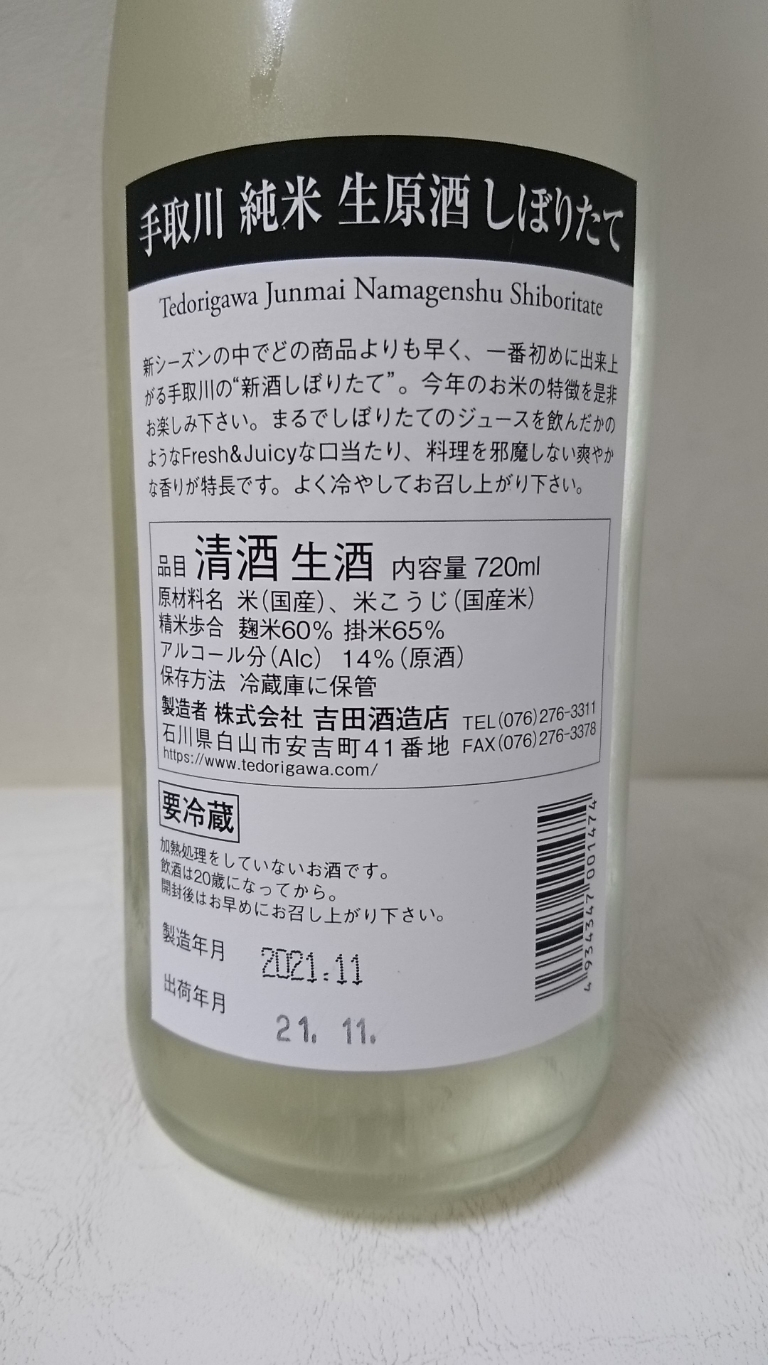 手取川 純米 生原酒 しぼりたて
Tedorigawa Junmai Namagenshu Shiboritate
新シーズンの中でどの商品よりも早く、一番初めに出来上
がる手取川の“新酒しぼりたて”。今年のお米の特徴を是非
お楽しみ下さい。まるでしぼりたてのジュースを飲んだかの
ようなFresh&Juicyな口当たり、料理を邪魔しない爽やか
な香りが特長です。よく冷やしてお召し上がり下さい。
品目 清酒 生酒 内容量 720ml
原材料名 米(国産)、米こうじ(国産米)
精米歩合 麹米60% 掛米65%
アルコール分(Alc) 14%(原酒)
保存方法 冷蔵庫に保管
製造者 株式会社 吉田酒造店 TEL(076)276-3311
石川県白山市安吉町41番地 FAX(076)276-3378
https://www.tedorigawa.com/
要冷蔵
加熱処理をしていないお酒です。
飲酒は20歳になってから。
開封後はお早めにお召し上がり下さい。
製造年月 2021.11
出荷年月 21. 11.
4934347001474